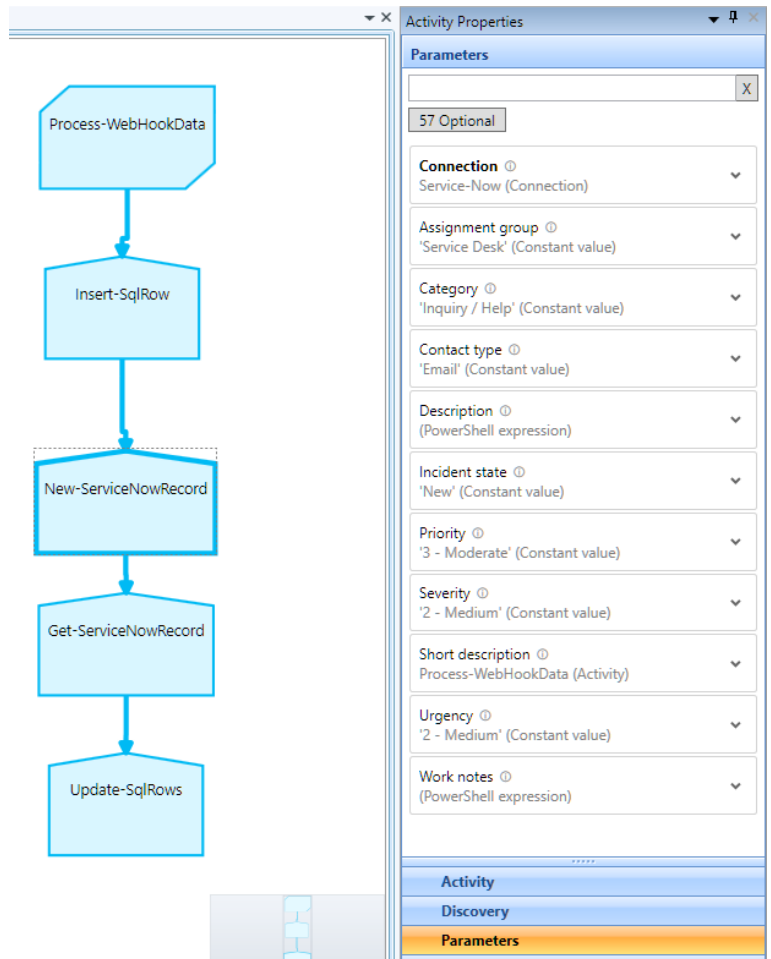 Process-WebHookData
Insert-SqlRow
New-ServiceNowRecord
Get-ServiceNowRecord
Update-SqlRows
Activity Properties
Parameters
X
57 Optional
Connection
Service-Now (Connection)
Assignment group
'Service Desk' (Constant value)
Category
'Inquiry / Help' (Constant value)
Contact type
'Email' (Constant value)
Description
(PowerShell expression)
Incident state
'New' (Constant value)
Priority
'3 - Moderate' (Constant value)
Severity
'2 - Medium' (Constant value)
Short description
Process-WebHookData (Activity)
Urgency
'2 - Medium' (Constant value)
Work notes
(PowerShell expression)
Activity
Discovery
Parameters